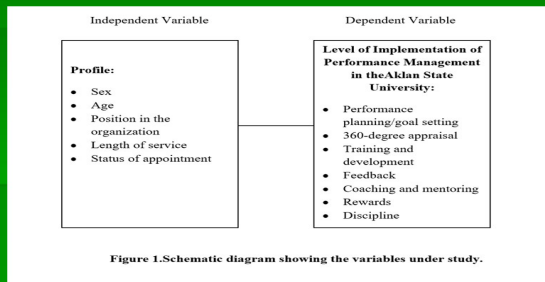 Independent Variable
Dependent Variable
Profile:
• Sex
• Age
• Position in the
organization
• Length of service
• Status of appointment
Level of Implementation of
Performance Management
in theAklan State
University:
• Performance
planning/goal setting
• 360-degree appraisal
• Training and
development
• Feedback
• Coaching and mentoring
• Rewards
• Discipline
Figure 1.Schematic diagram showing the variables under study.